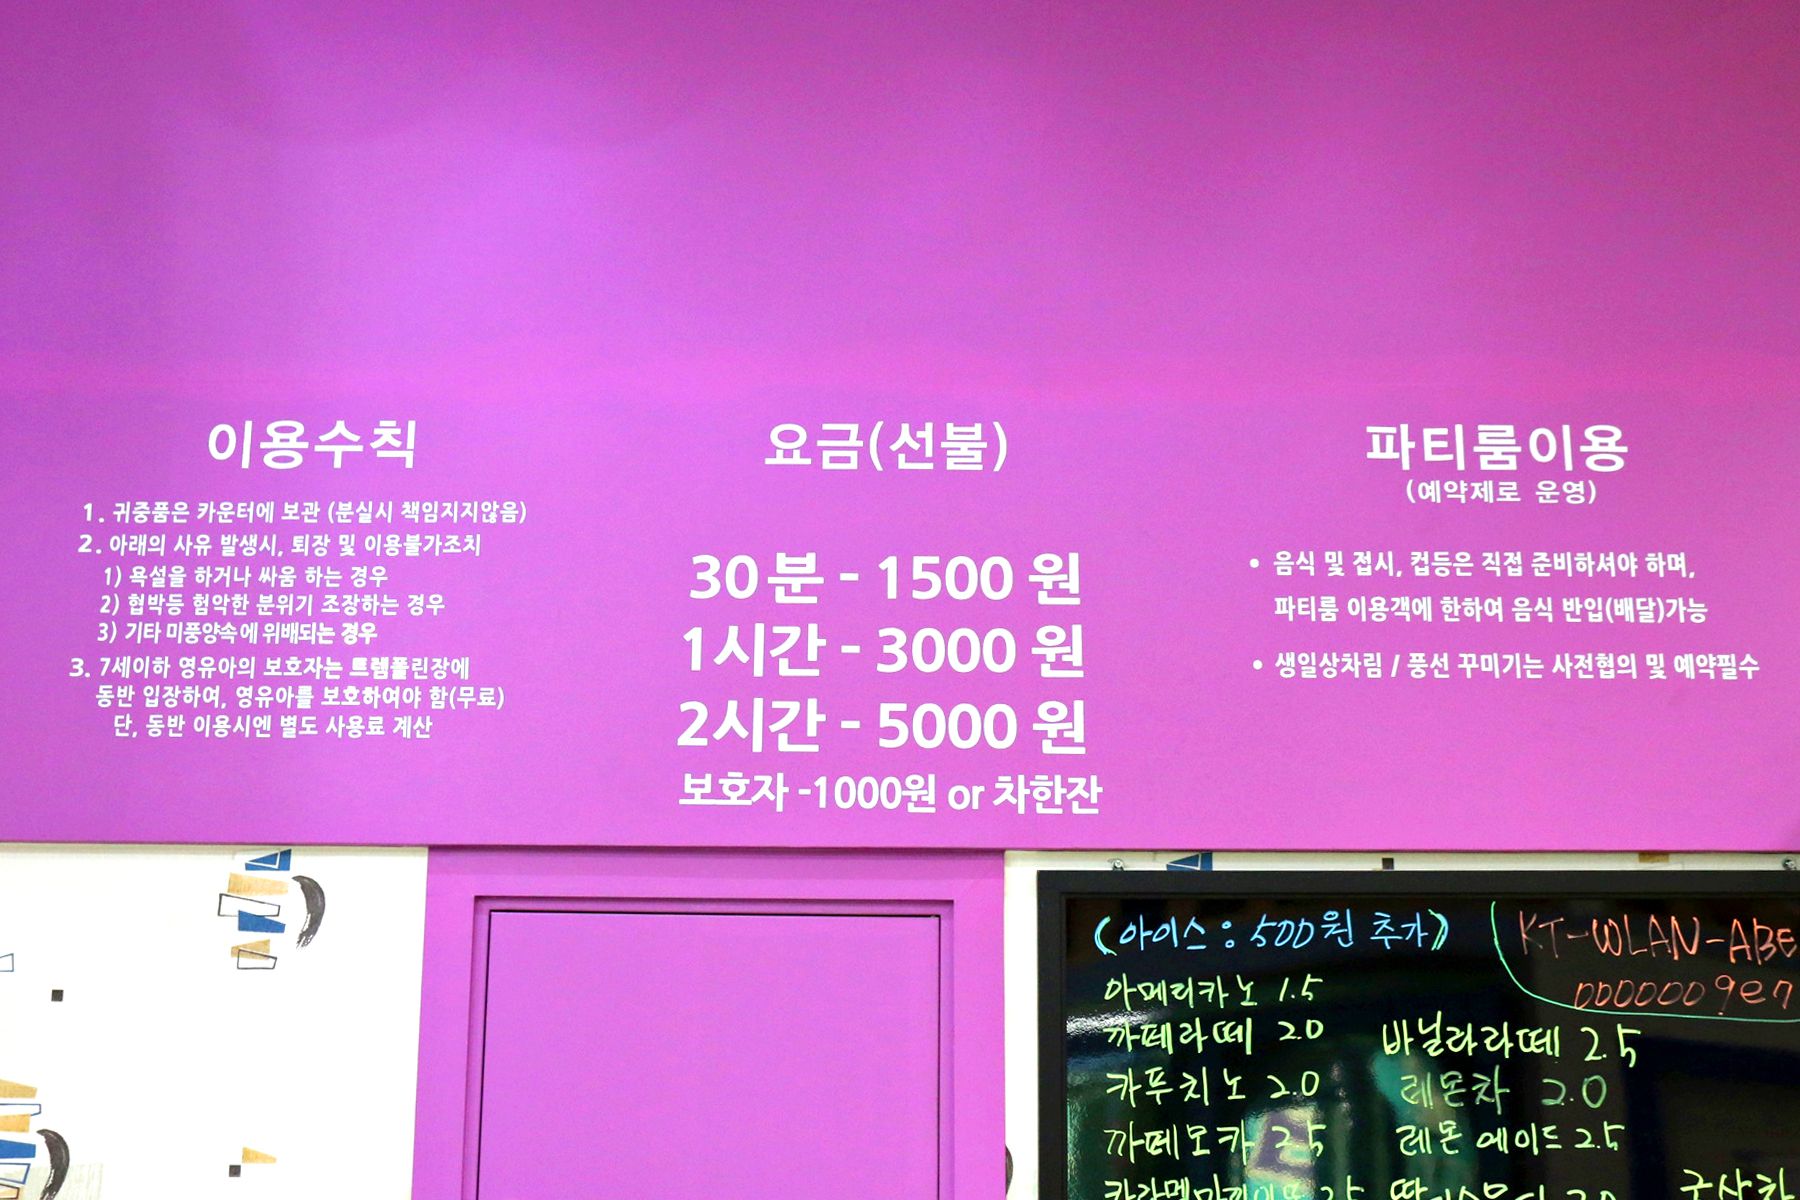 이용수칙
1. 귀중품은 카운터에 보관 (분실시 책임지지않음)
2. 아래의 사유 발생시, 퇴장 및 이용불가조치
1) 욕설을 하거나 싸움 하는 경우
2) 협박등 험악한 분위기 조장하는 경우
3) 기타 미풍양속에 위배되는 경우
3. 7세이하 영유아의 보호자는 트램폴린장에
동반 입장하여, 영유아를 보호하여야 함(무료)
단, 동반 이용시엔 별도 사용료 계산
요금(선불)
30분 - 1500 원
1시간 - 3000 원
2시간 - 5000 원
보호자 -1000원 or 차한잔
파티룸이용
(예약제로 운영)
• 음식 및 접시, 컵등은 직접 준비하셔야 하며,
파티룸 이용객에 한하여 음식 반입(배달)가능
• 생일상차림 / 풍선 꾸미기는 사전협의 및 예약필수
(아이스 : 500원 추가)
아메리카노 1.5
까페라떼 2.0
카푸치노 2.0
까페모카 2.5
바닐라라떼 2.5
레몬차 2.0
레몬에이드 2.5
KT-WLAN-ABE
0000009e7